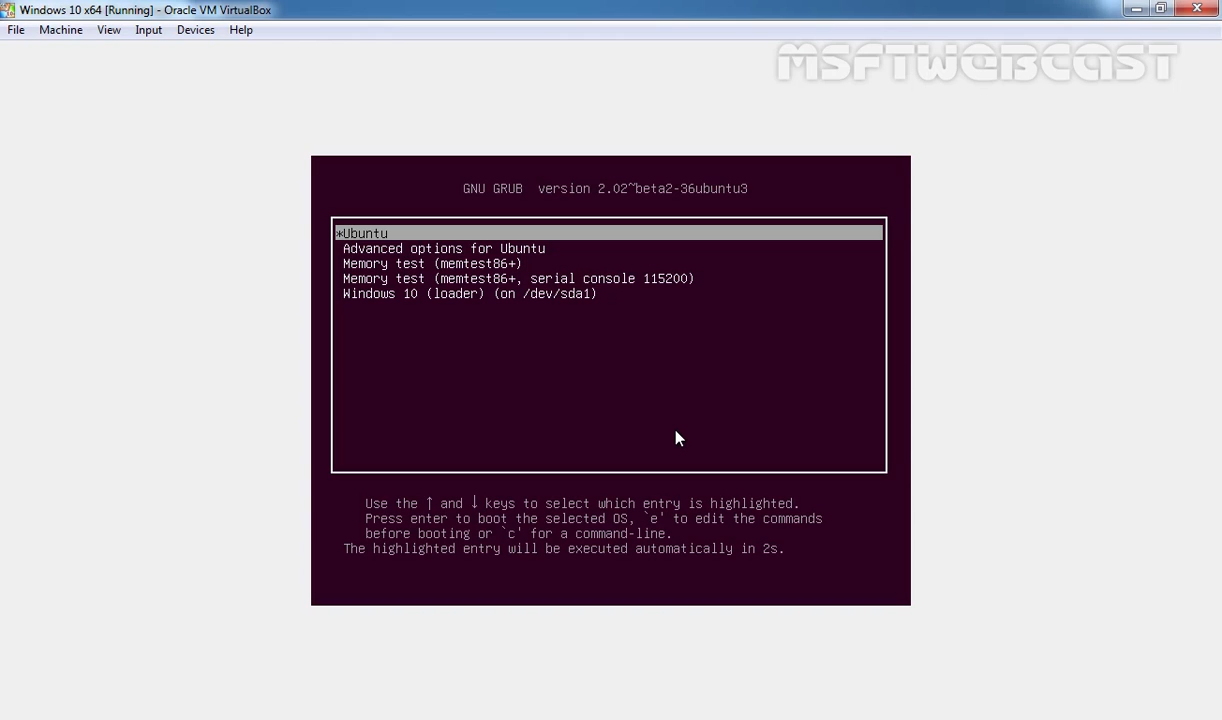 Windows 10 x64 [Running] - Oracle VM VirtualBox
File Machine View Input Devices Help
MSFTWEBCAST
GNU GRUB version 2.02~beta2-36ubuntu3
*Ubuntu
Advanced options for Ubuntu
Memory test (memtest86+)
Memory test (memtest86+, serial console 115200)
Windows 10 (loader) (on /dev/sda1)
Use the ↑ and ↓ keys to select which entry is highlighted.
Press enter to boot the selected OS, `e' to edit the commands
before booting or `c' for a command-line.
The highlighted entry will be executed automatically in 2s.